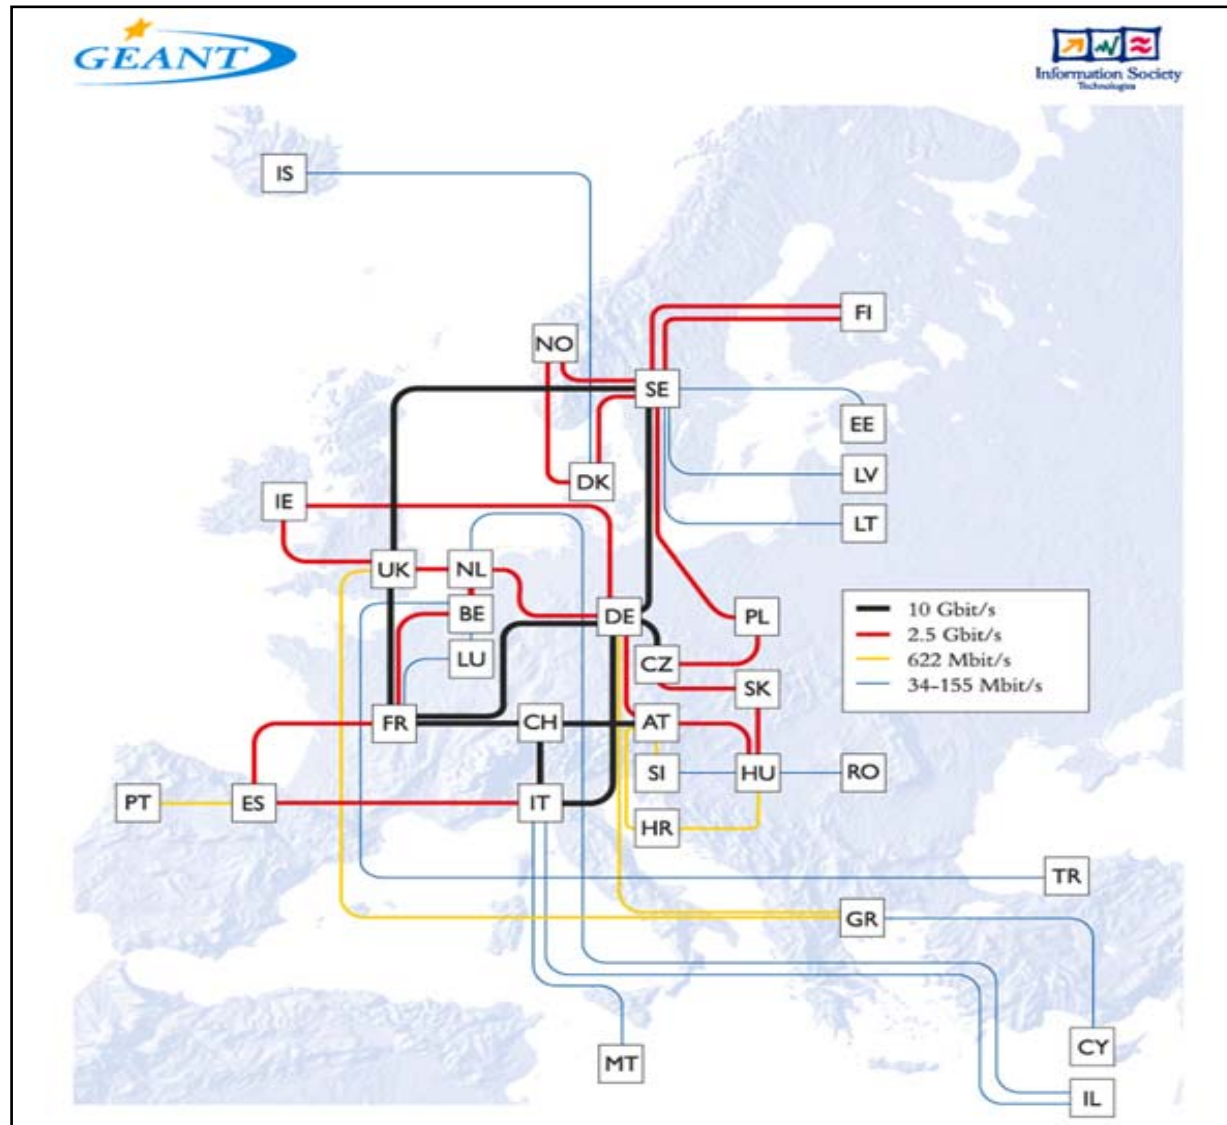 GEANT
Information Society
Technologies
IS
FI
NO
SE
EE
LV
DK
IE
LT
UK
NL
10 Gbit/s
BE
DE
PL
2.5 Gbit/s
LU
CZ
622 Mbit/s
SK
34-155 Mbit/s
FR
CH
AT
SI
HU
RO
PT
ES
IT
HR
TR
GR
CY
MT
IL